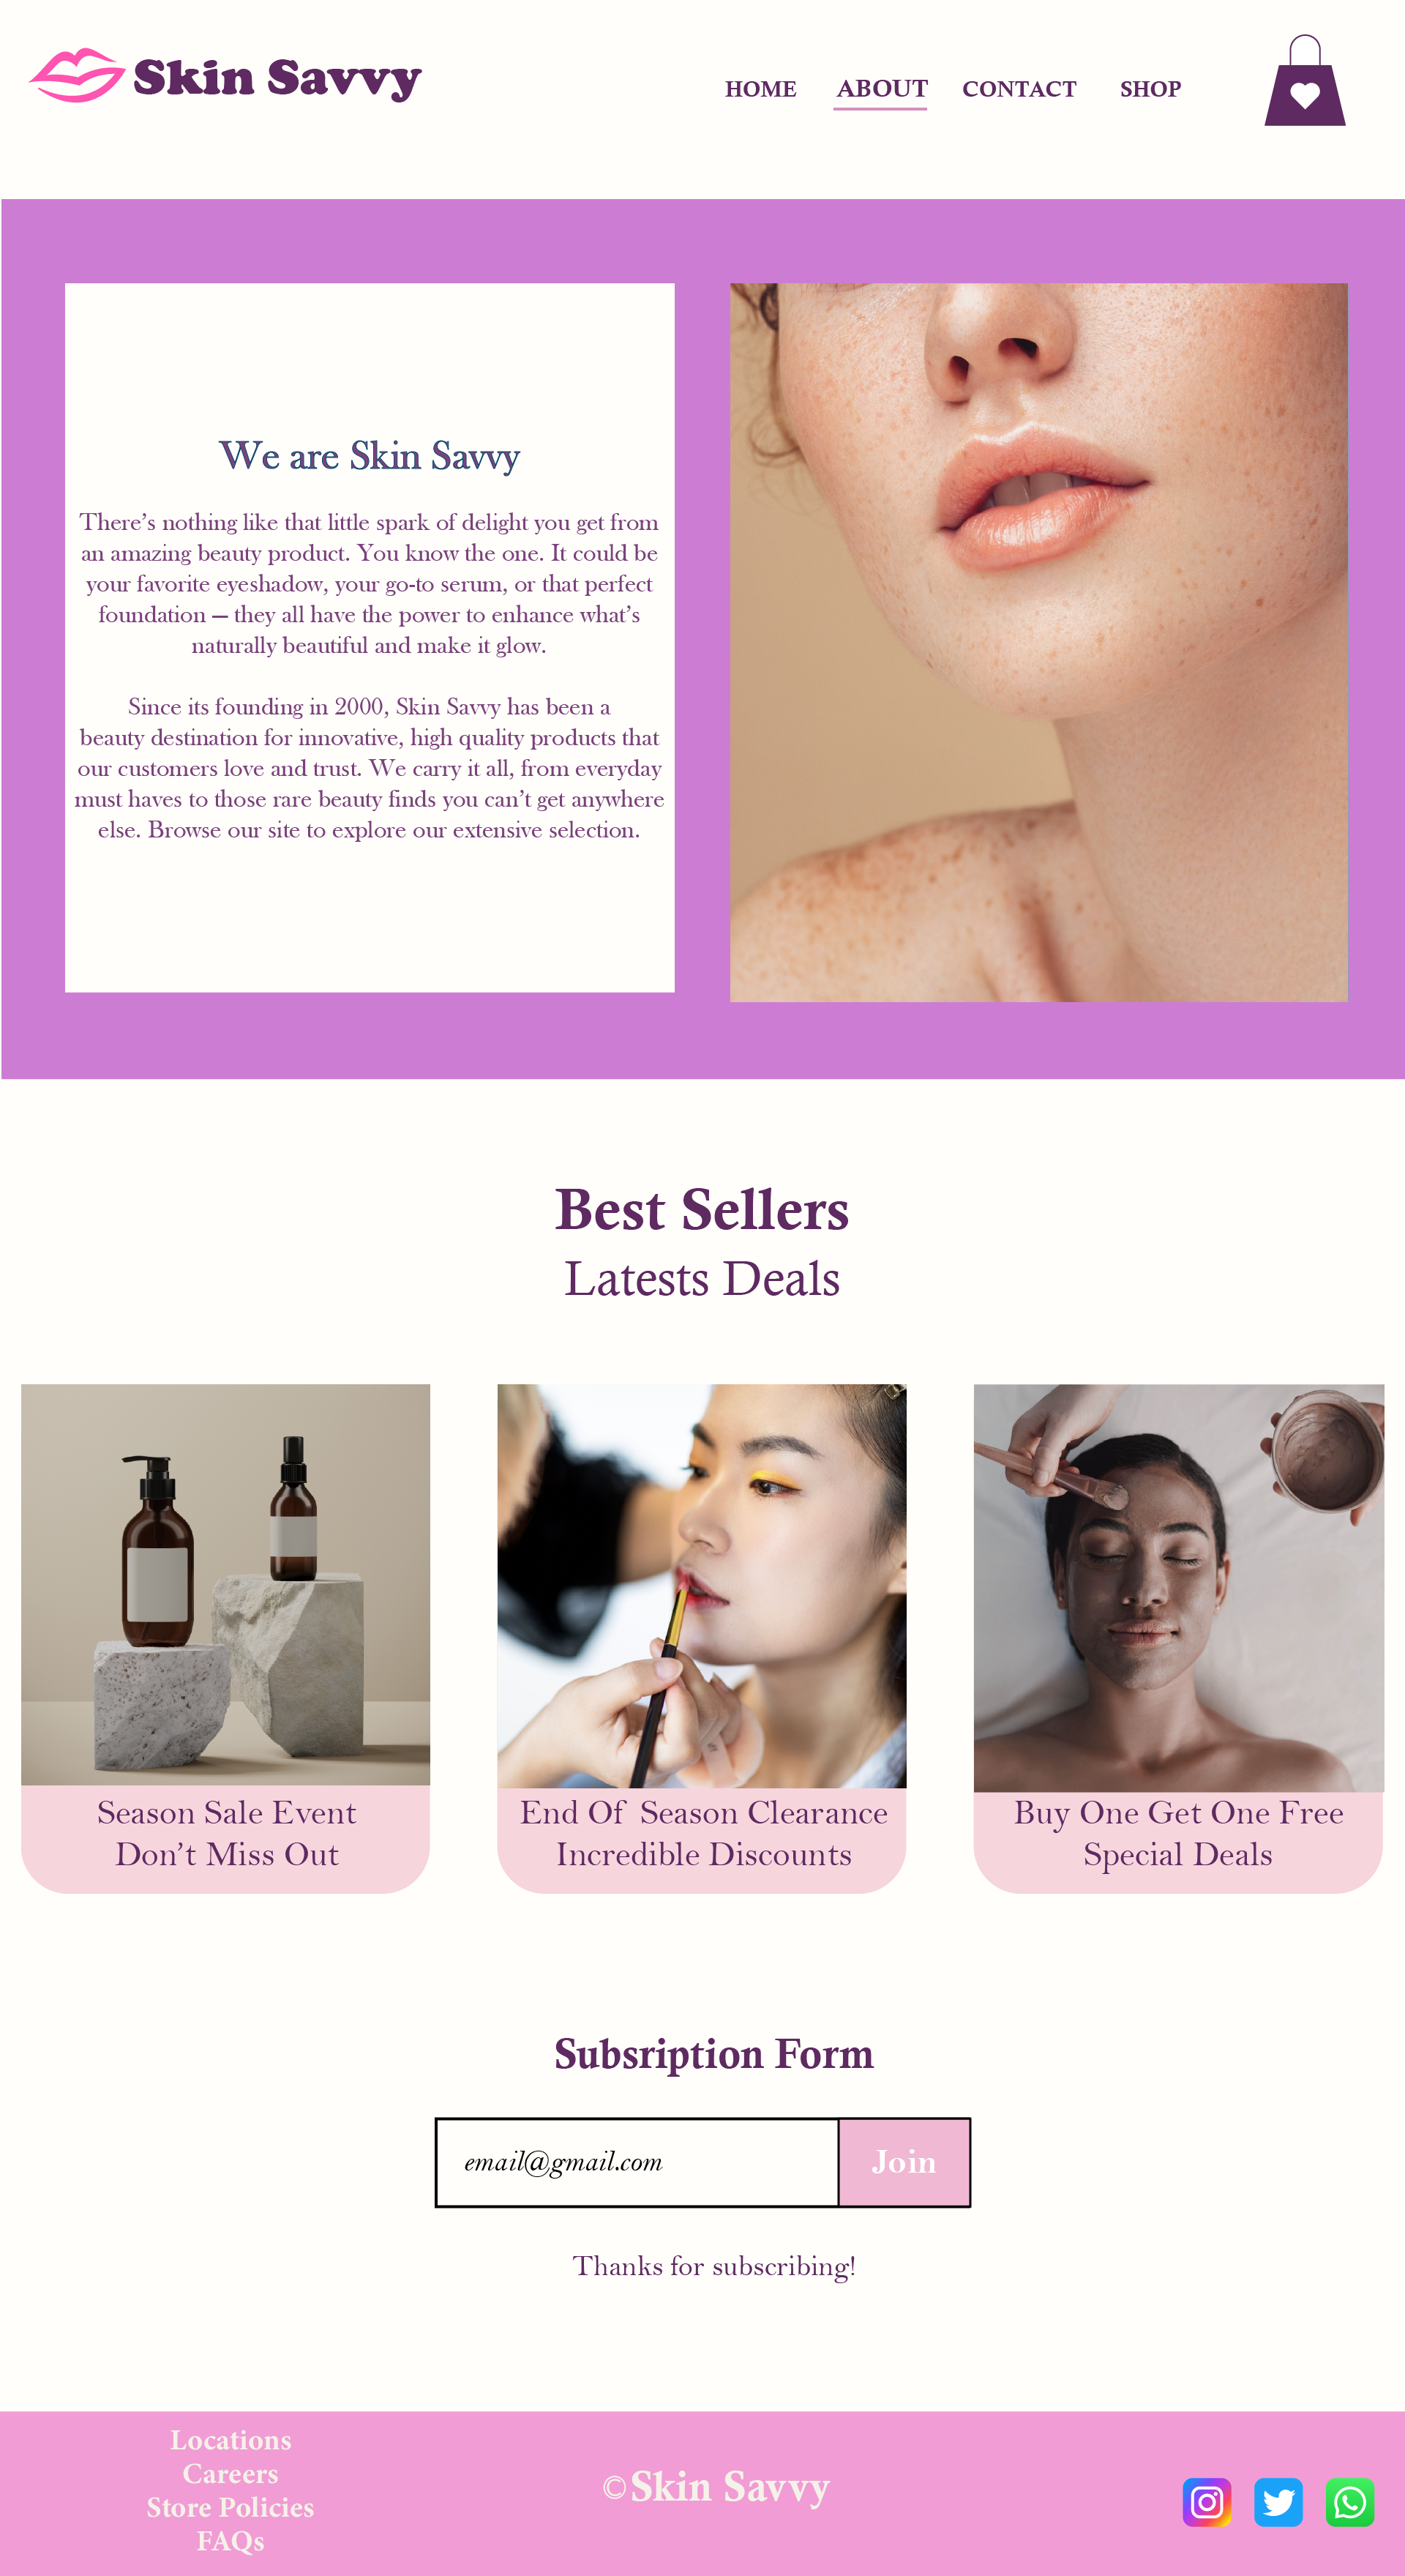 Skin Savvy
HOME
ABOUT
CONTACT
SHOP
We are Skin Savvy
There's nothing like that little spark of delight you get from
an amazing beauty product. You know the one. It could be
your favorite eyeshadow, your go-to serum, or that perfect
foundation — they all have the power to enhance what's
naturally beautiful and make it glow.
Since its founding in 2000, Skin Savvy has been a
beauty destination for innovative, high quality products that
our customers love and trust. We carry it all, from everyday
must haves to those rare beauty finds you can't get anywhere
else. Browse our site to explore our extensive selection.
Best Sellers
Latests Deals
Season Sale Event
Don't Miss Out
End Of  Season Clearance
Incredible Discounts
Buy One Get One Free
Special Deals
Subsription Form
email@gmail.com
Join
Thanks for subscribing!
Locations
Careers
Store Policies
FAQs
©Skin Savvy